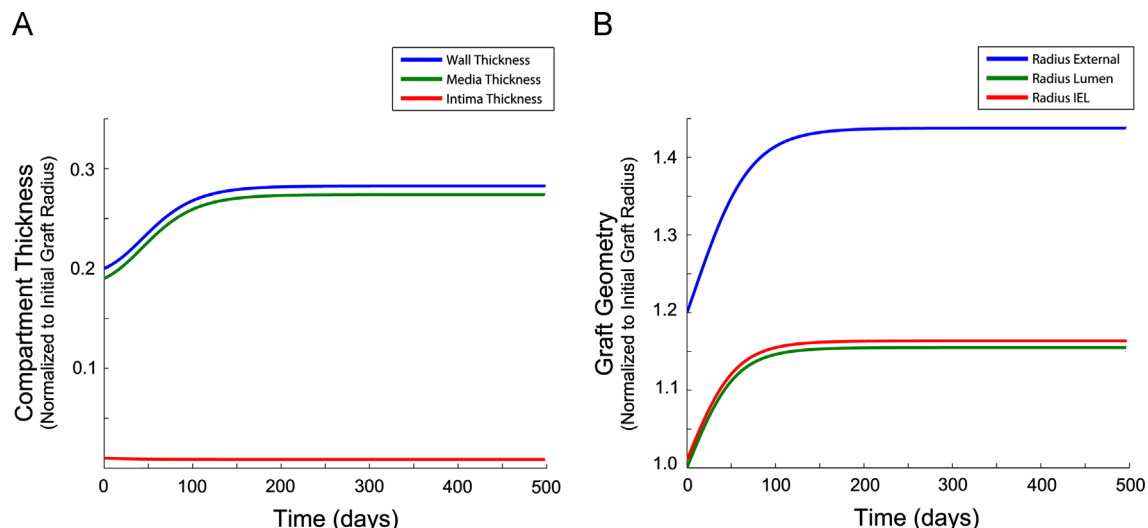 A
Wall Thickness
Media Thickness
Intima Thickness
Compartment Thickness
(Normalized to Initial Graft Radius)
0.3
0.2
0.1
0
100
200
300
400
500
Time (days)
B
Radius External
Radius Lumen
Radius IEL
Graft Geometry
(Normalized to Initial Graft Radius)
1.4
1.3
1.2
1.1
1.0
0
100
200
300
400
500
Time (days)